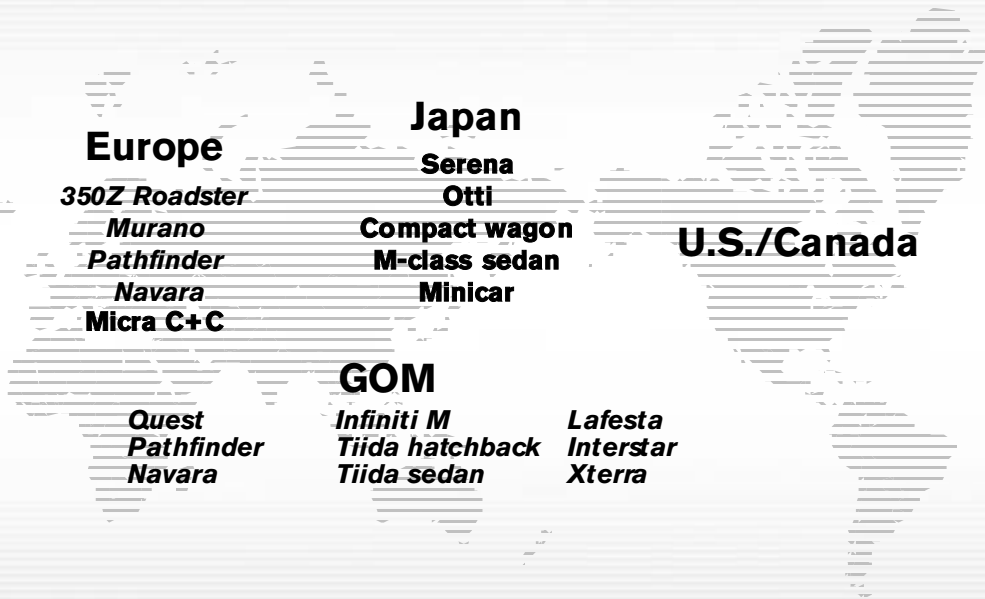 Japan
Serena
Otti
Compact wagon
M-class sedan
Minicar
Europe
350Z Roadster
Murano
Pathfinder
Navara
Micra C+C
U.S./Canada
GOM
Quest Infiniti M Lafesta
Pathfinder Tiida hatchback Interstar
Navara Tiida sedan Xterra